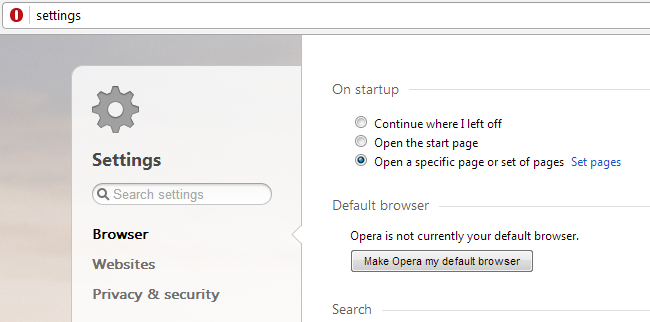 settings
Settings
Search settings
Browser
Websites
Privacy & security
On startup
Continue where I left off
Open the start page
Open a specific page or set of pages Set pages
Default browser
Opera is not currently your default browser.
Make Opera my default browser
Search